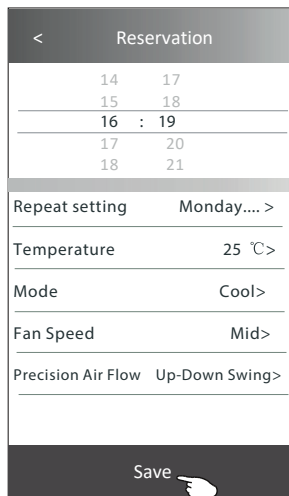 < Reservation
14 17
15 18
16 : 19
17 20
18 21
Repeat setting Monday.... >
Temperature 25 ℃>
Mode Cool>
Fan Speed Mid>
Precision Air Flow Up-Down Swing>
Save